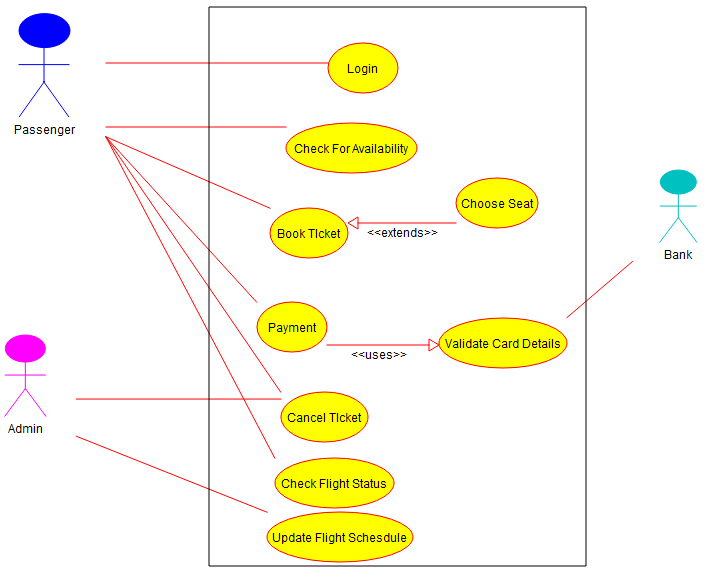 Passenger
Login
Check For Availability
Choose Seat
Book TIcket
<<extends>>
Bank
Payment
Validate Card Details
<<uses>>
Admin
Cancel TIcket
Check Flight Status
Update Flight Schesdule